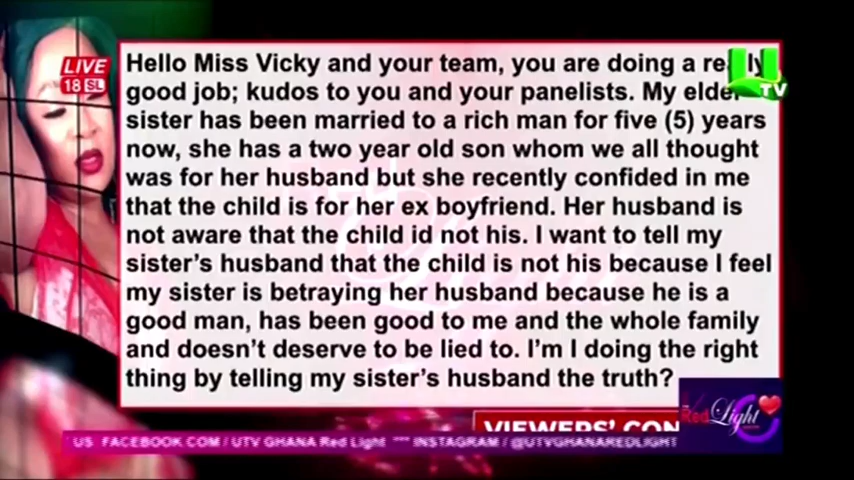 LIVE
18 SL
UTV
Hello Miss Vicky and your team, you are doing a really
good job; kudos to you and your panelists. My elder
sister has been married to a rich man for five (5) years
now, she has a two year old son whom we all thought
was for her husband but she recently confided in me
that the child is for her ex boyfriend. Her husband is
not aware that the child id not his. I want to tell my
sister's husband that the child is not his because I feel
my sister is betraying her husband because he is a
good man, has been good to me and the whole family
and doesn't deserve to be lied to. I'm I doing the right
thing by telling my sister's husband the truth?
Red Light
VIEWERS' CON
US FACEBOOK.COM / UTV GHANA Red Light *** INSTAGRAM / @UTVGHANAREDLIGHT